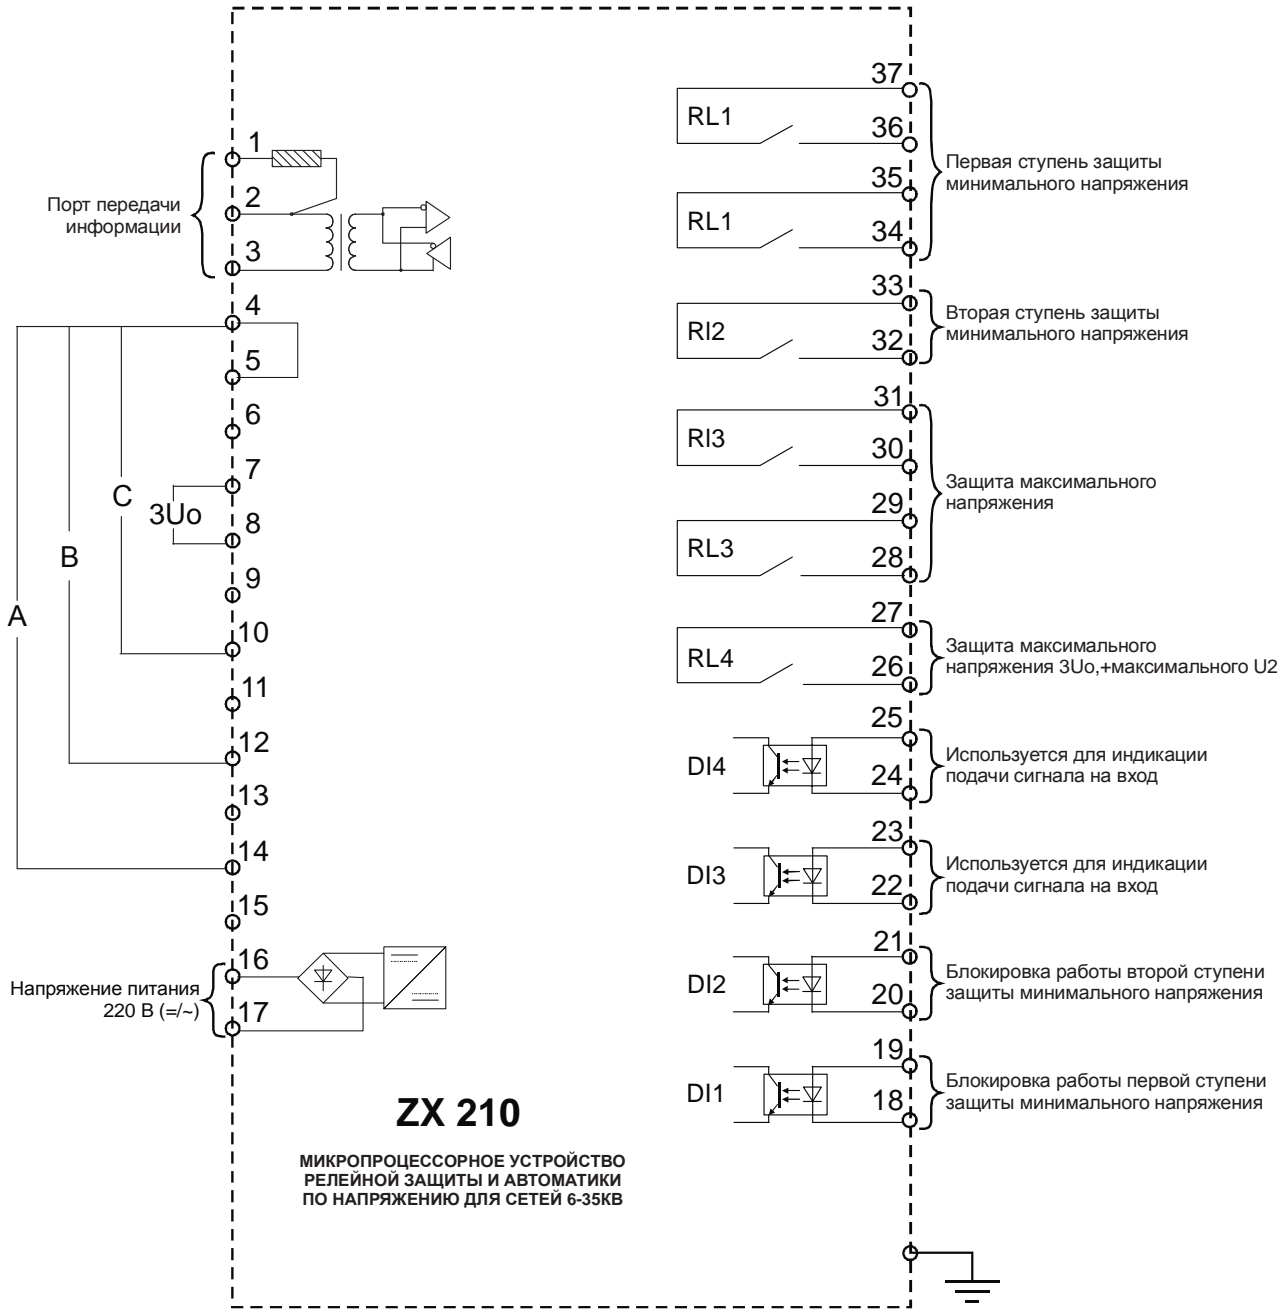 1
2
3
Порт передачи
информации
4
5
6
7
8
9
10
11
12
13
14
15
16
17
A
B
C
3Uo
Напряжение питания
220 В (=/~)
37
RL1
36
35
RL1
34
Первая ступень защиты
минимального напряжения
33
RI2
32
Вторая ступень защиты
минимального напряжения
31
RI3
30
29
RL3
28
Защита максимального
напряжения
27
RL4
26
Защита максимального
напряжения 3Uo,+максимального U2
25
DI4
24
Используется для индикации
подачи сигнала на вход
23
DI3
22
Используется для индикации
подачи сигнала на вход
21
DI2
20
Блокировка работы второй ступени
защиты минимального напряжения
19
DI1
18
Блокировка работы первой ступени
защиты минимального напряжения
ZX 210
МИКРОПРОЦЕССОРНОЕ УСТРОЙСТВО
РЕЛЕЙНОЙ ЗАЩИТЫ И АВТОМАТИКИ
ПО НАПРЯЖЕНИЮ ДЛЯ СЕТЕЙ 6-35КВ